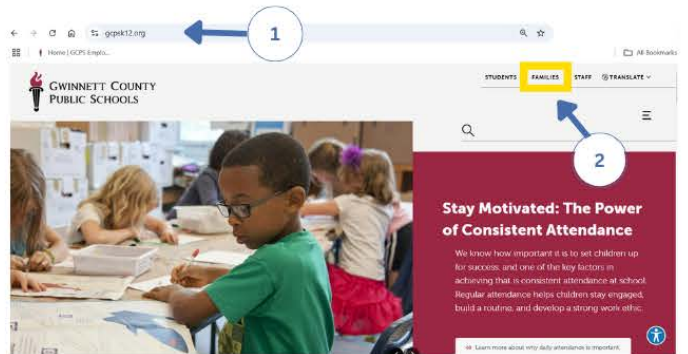 1
gcpsk12.org
Home | GCPS Emplo...
All Bookmarks
GWINNETT COUNTY
PUBLIC SCHOOLS
STUDENTS FAMILIES STAFF TRANSLATE
2
Stay Motivated: The Power
of Consistent Attendance
We know how important it is to set children up
for success, and one of the key factors in
achieving that is consistent attendance at school.
Regular attendance helps children stay engaged,
build a routine, and develop a strong work ethic.
Learn more about why daily attendance is important.